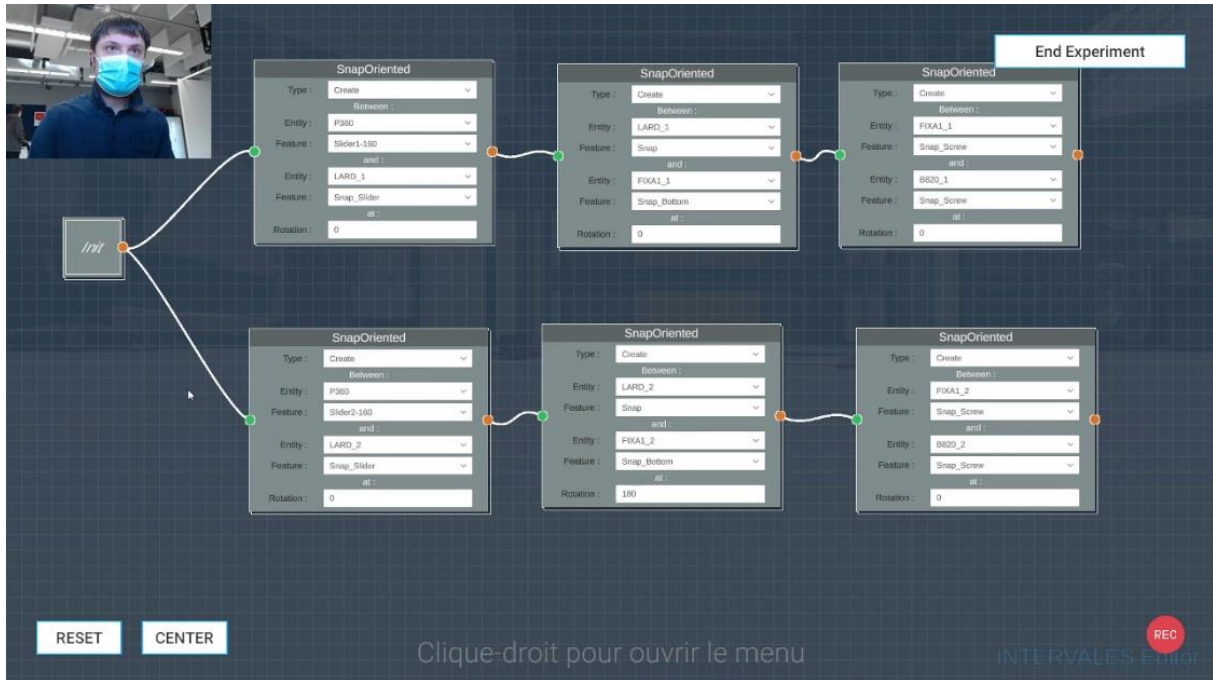 End Experiment
SnapOriented
Type : Create
Between :
Entity : P360
Feature : Slider1-160
and :
Entity : LARD_1
Feature : Snap_Slider
at :
Rotation : 0
SnapOriented
Type : Create
Between :
Entity : LARD_1
Feature : Snap
and :
Entity : FIXA1_1
Feature : Snap_Bottom
at :
Rotation : 0
SnapOriented
Type : Create
Between :
Entity : FIXA1_1
Feature : Snap_Screw
and :
Entity : B820_1
Feature : Snap_Screw
at :
Rotation : 0
Init
SnapOriented
Type : Create
Between :
Entity : P360
Feature : Slider2-160
and :
Entity : LARD_2
Feature : Snap_Slider
at :
Rotation : 0
SnapOriented
Type : Create
Between :
Entity : LARD_2
Feature : Snap
and :
Entity : FIXA1_2
Feature : Snap_Bottom
at :
Rotation : 180
SnapOriented
Type : Create
Between :
Entity : FIXA1_2
Feature : Snap_Screw
and :
Entity : B820_2
Feature : Snap_Screw
at :
Rotation : 0
RESET
CENTER
Clique-droit pour ouvrir le menu
REC
INTERVALES Editor